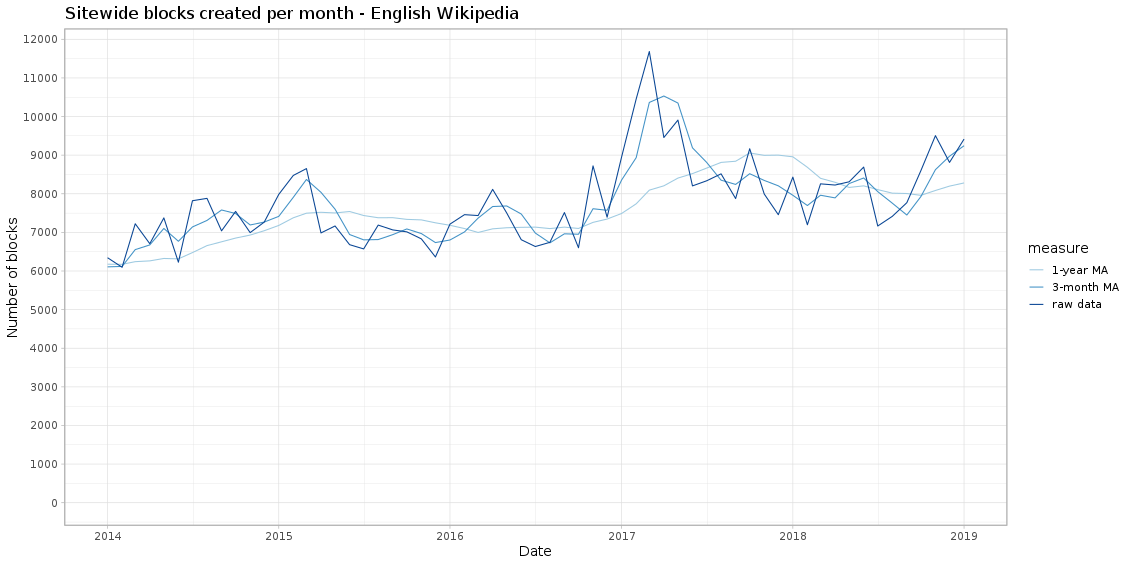 Sitewide blocks created per month - English Wikipedia
Number of blocks
12000
11000
10000
9000
8000
7000
6000
5000
4000
3000
2000
1000
0
2014 2015 2016 2017 2018 2019
Date
measure
1-year MA
3-month MA
raw data